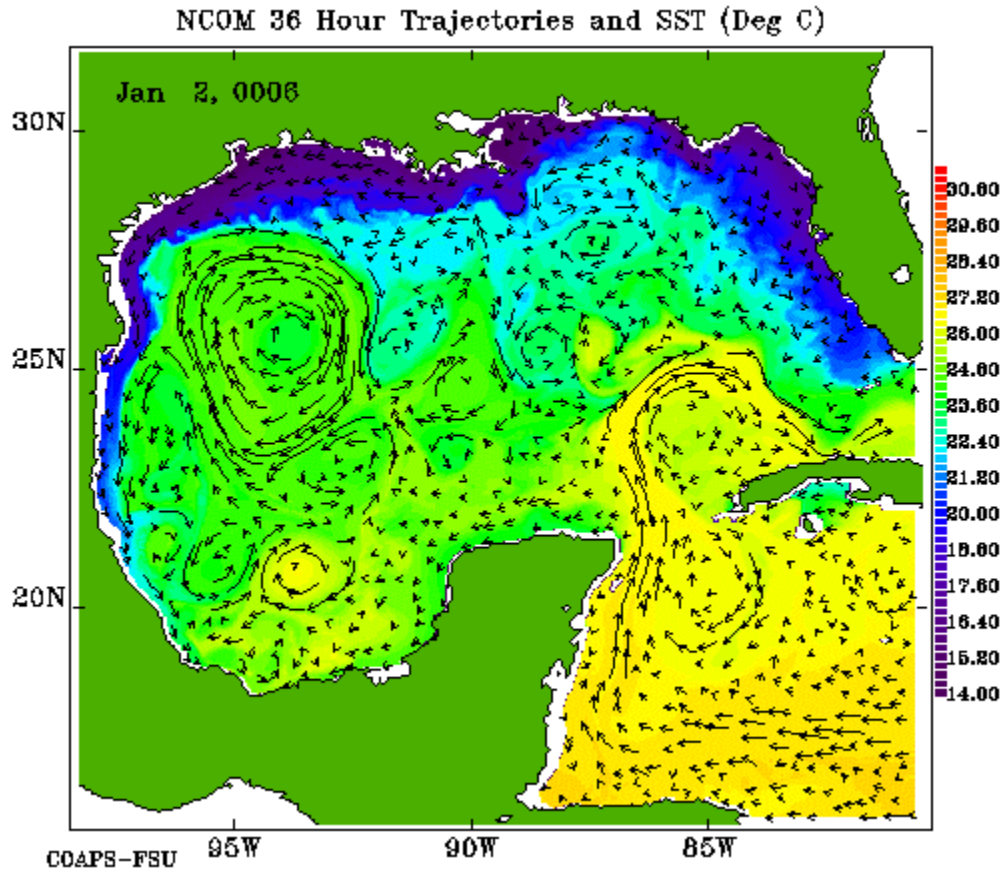 NCOM 36 Hour Trajectories and SST (Deg C)
Jan 2, 0006
30N
25N
20N
95W
90W
85W
30.80
29.60
28.40
27.20
26.00
24.80
23.60
22.40
21.20
20.00
18.80
17.60
16.40
15.20
14.00
COAPS-FSU